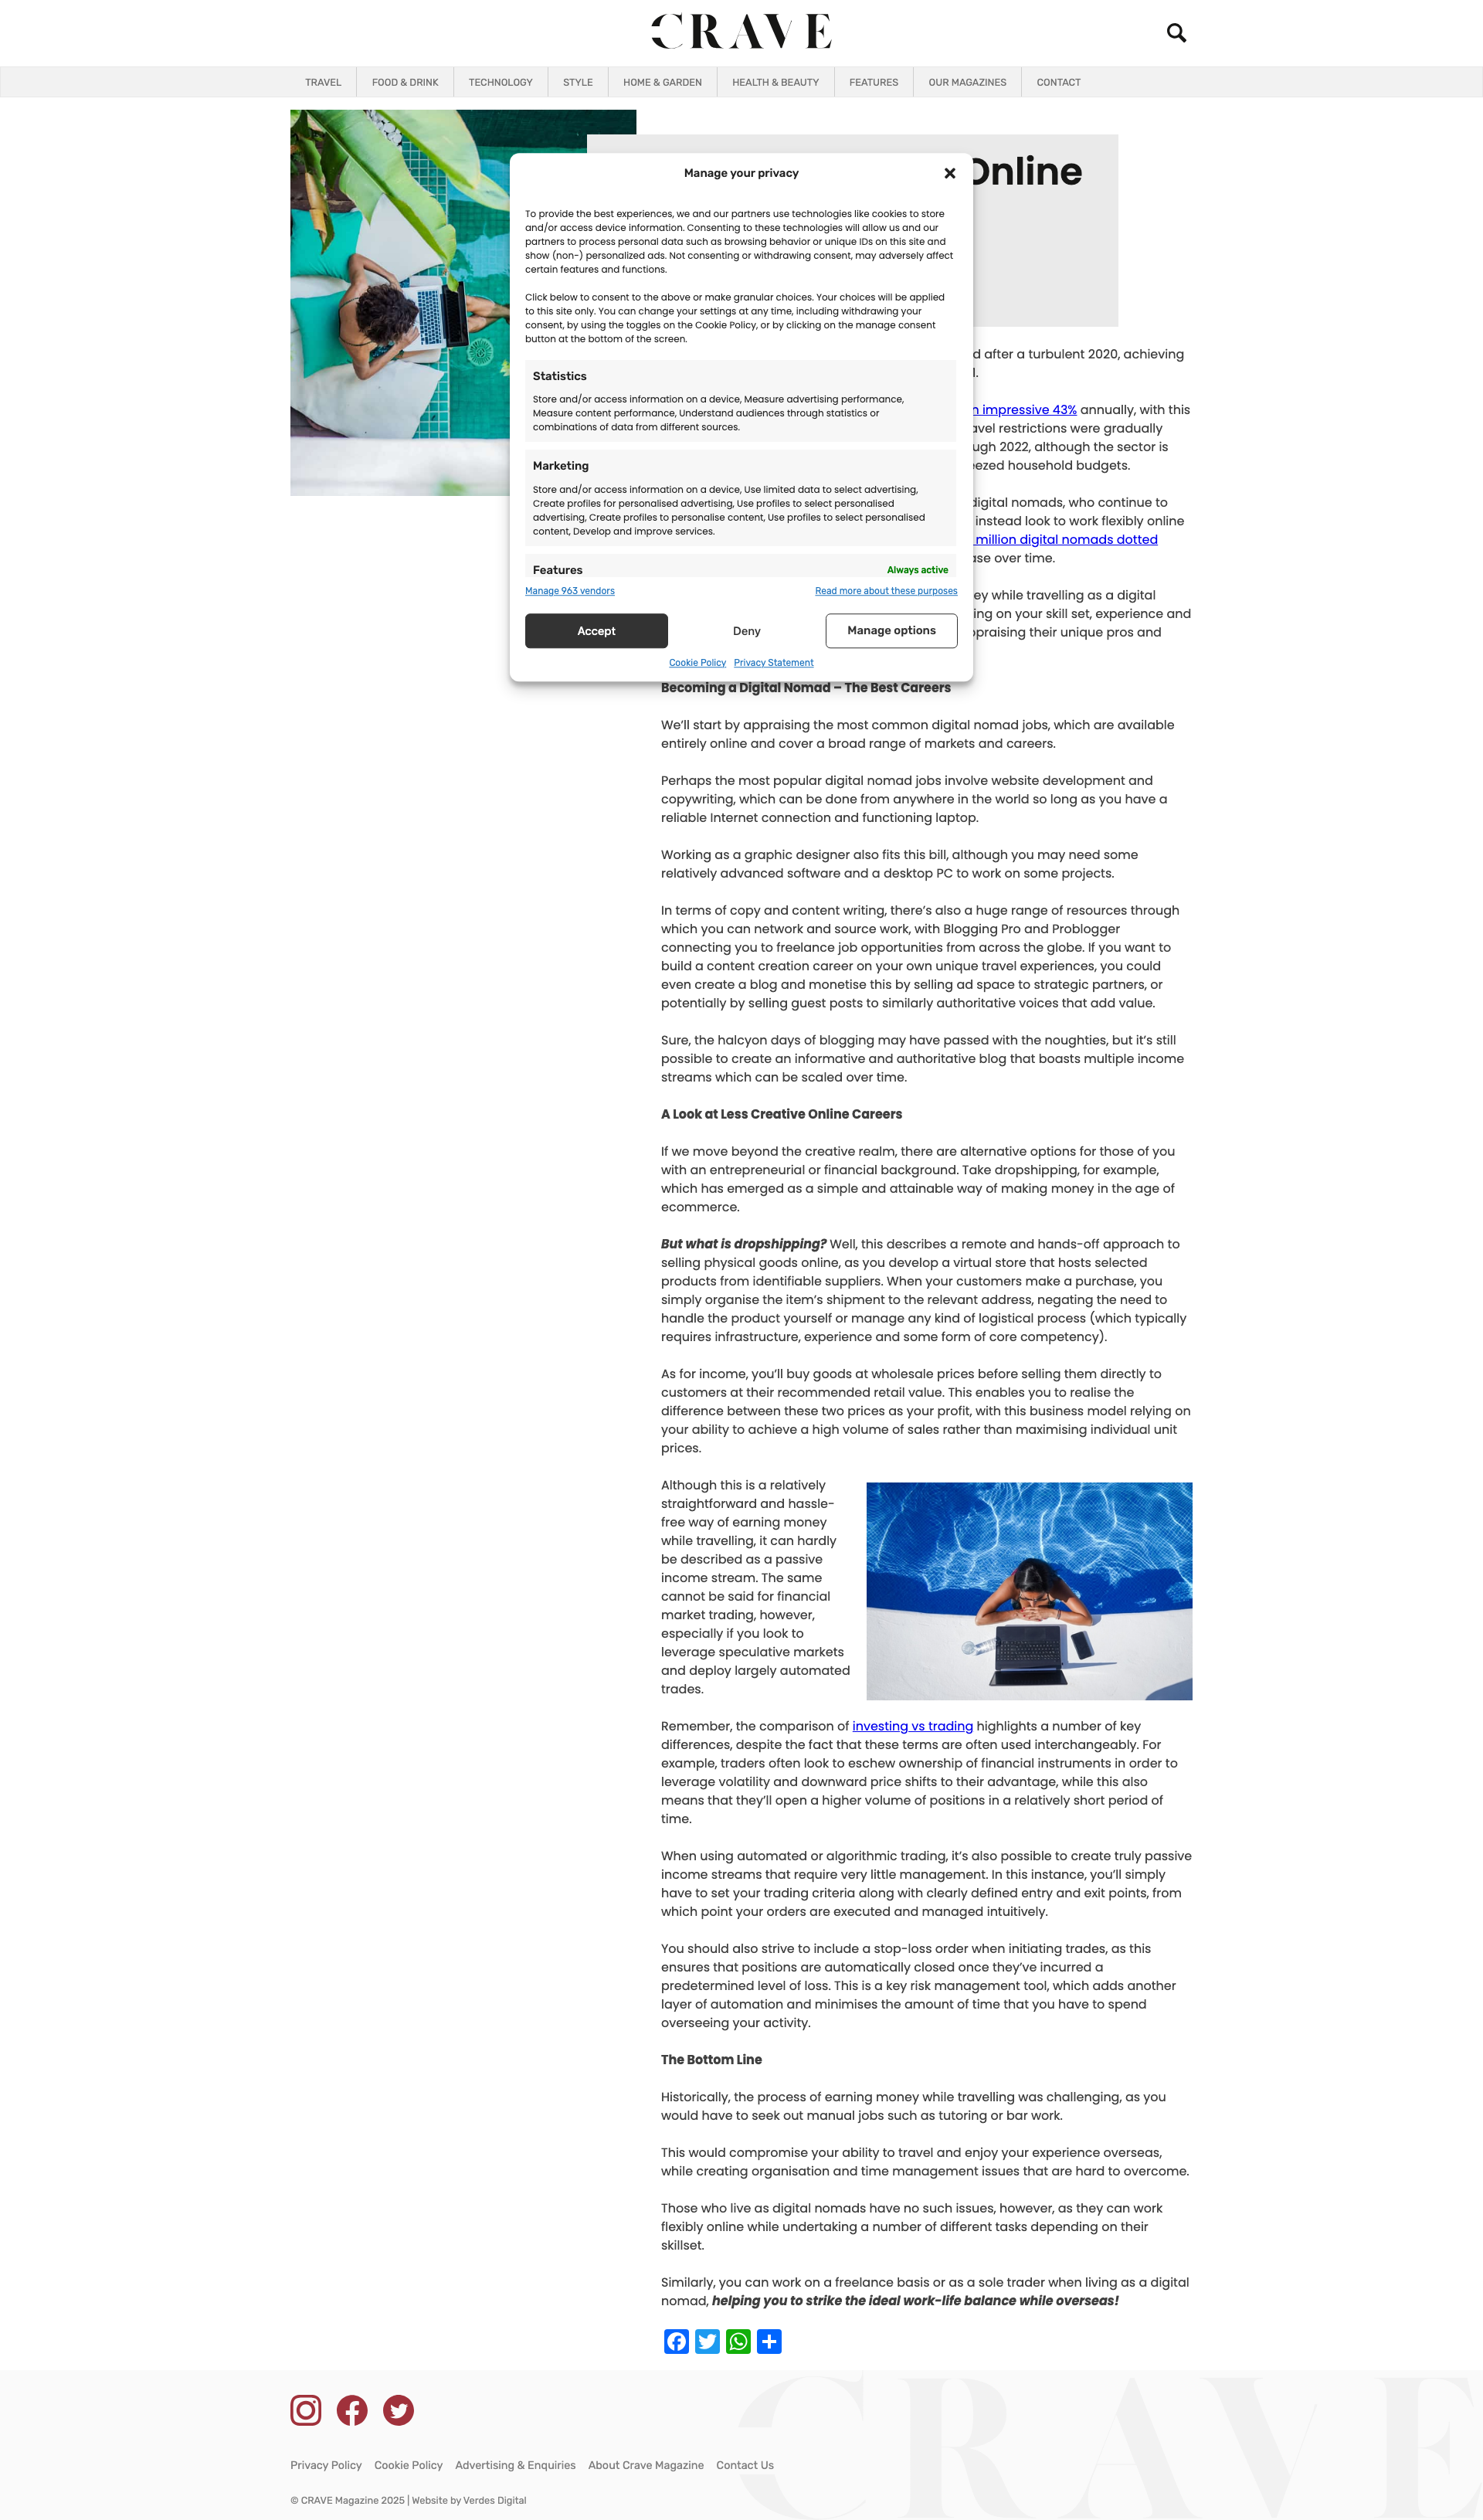 CRAVE
TRAVEL
FOOD & DRINK
TECHNOLOGY
STYLE
HOME & GARDEN
HEALTH & BEAUTY
FEATURES
OUR MAGAZINES
CONTACT
Online
Manage your privacy
To provide the best experiences, we and our partners use technologies like cookies to store
and/or access device information. Consenting to these technologies will allow us and our
partners to process personal data such as browsing behavior or unique IDs on this site and
show (non-) personalized ads. Not consenting or withdrawing consent, may adversely affect
certain features and functions.
Click below to consent to the above or make granular choices. Your choices will be applied
to this site only. You can change your settings at any time, including withdrawing your
consent, by using the toggles on the Cookie Policy, or by clicking on the manage consent
button at the bottom of the screen.
Statistics
Store and/or access information on a device, Measure advertising performance,
Measure content performance, Understand audiences through statistics or
combinations of data from different sources.
Marketing
Store and/or access information on a device, Use limited data to select advertising,
Create profiles for personalised advertising, Use profiles to select personalised
advertising, Create profiles to personalise content, Use profiles to select personalised
content, Develop and improve services.
Features
Always active
Manage 963 vendors
Read more about these purposes
Accept
Deny
Manage options
Cookie Policy
Privacy Statement
after a turbulent 2020, achieving
impressive 43% annually, with this
restrictions were gradually
2022, although the sector is
household budgets.
digital nomads, who continue to
instead look to work flexibly online
million digital nomads dotted
over time.
while travelling as a digital
on your skill set, experience and
their unique pros and
Becoming a Digital Nomad – The Best Careers
We’ll start by appraising the most common digital nomad jobs, which are available
entirely online and cover a broad range of markets and careers.
Perhaps the most popular digital nomad jobs involve website development and
copywriting, which can be done from anywhere in the world so long as you have a
reliable Internet connection and functioning laptop.
Working as a graphic designer also fits this bill, although you may need some
relatively advanced software and a desktop PC to work on some projects.
In terms of copy and content writing, there’s also a huge range of resources through
which you can network and source work, with Blogging Pro and Problogger
connecting you to freelance job opportunities from across the globe. If you want to
build a content creation career on your own unique travel experiences, you could
even create a blog and monetise this by selling ad space to strategic partners, or
potentially by selling guest posts to similarly authoritative voices that add value.
Sure, the halcyon days of blogging may have passed with the noughties, but it’s still
possible to create an informative and authoritative blog that boasts multiple income
streams which can be scaled over time.
A Look at Less Creative Online Careers
If we move beyond the creative realm, there are alternative options for those of you
with an entrepreneurial or financial background. Take dropshipping, for example,
which has emerged as a simple and attainable way of making money in the age of
ecommerce.
But what is dropshipping? Well, this describes a remote and hands-off approach to
selling physical goods online, as you develop a virtual store that hosts selected
products from identifiable suppliers. When your customers make a purchase, you
simply organise the item’s shipment to the relevant address, negating the need to
handle the product yourself or manage any kind of logistical process (which typically
requires infrastructure, experience and some form of core competency).
As for income, you’ll buy goods at wholesale prices before selling them directly to
customers at their recommended retail value. This enables you to realise the
difference between these two prices as your profit, with this business model relying on
your ability to achieve a high volume of sales rather than maximising individual unit
prices.
Although this is a relatively
straightforward and hassle-
free way of earning money
while travelling, it can hardly
be described as a passive
income stream. The same
cannot be said for financial
market trading, however,
especially if you look to
leverage speculative markets
and deploy largely automated
trades.
Remember, the comparison of investing vs trading highlights a number of key
differences, despite the fact that these terms are often used interchangeably. For
example, traders often look to eschew ownership of financial instruments in order to
leverage volatility and downward price shifts to their advantage, while this also
means that they’ll open a higher volume of positions in a relatively short period of
time.
When using automated or algorithmic trading, it’s also possible to create truly passive
income streams that require very little management. In this instance, you’ll simply
have to set your trading criteria along with clearly defined entry and exit points, from
which point your orders are executed and managed intuitively.
You should also strive to include a stop-loss order when initiating trades, as this
ensures that positions are automatically closed once they’ve incurred a
predetermined level of loss. This is a key risk management tool, which adds another
layer of automation and minimises the amount of time that you have to spend
overseeing your activity.
The Bottom Line
Historically, the process of earning money while travelling was challenging, as you
would have to seek out manual jobs such as tutoring or bar work.
This would compromise your ability to travel and enjoy your experience overseas,
while creating organisation and time management issues that are hard to overcome.
Those who live as digital nomads have no such issues, however, as they can work
flexibly online while undertaking a number of different tasks depending on their
skillset.
Similarly, you can work on a freelance basis or as a sole trader when living as a digital
nomad, helping you to strike the ideal work-life balance while overseas!
CRAVE
Privacy Policy
Cookie Policy
Advertising & Enquiries
About Crave Magazine
Contact Us
© CRAVE Magazine 2025 | Website by Verdes Digital